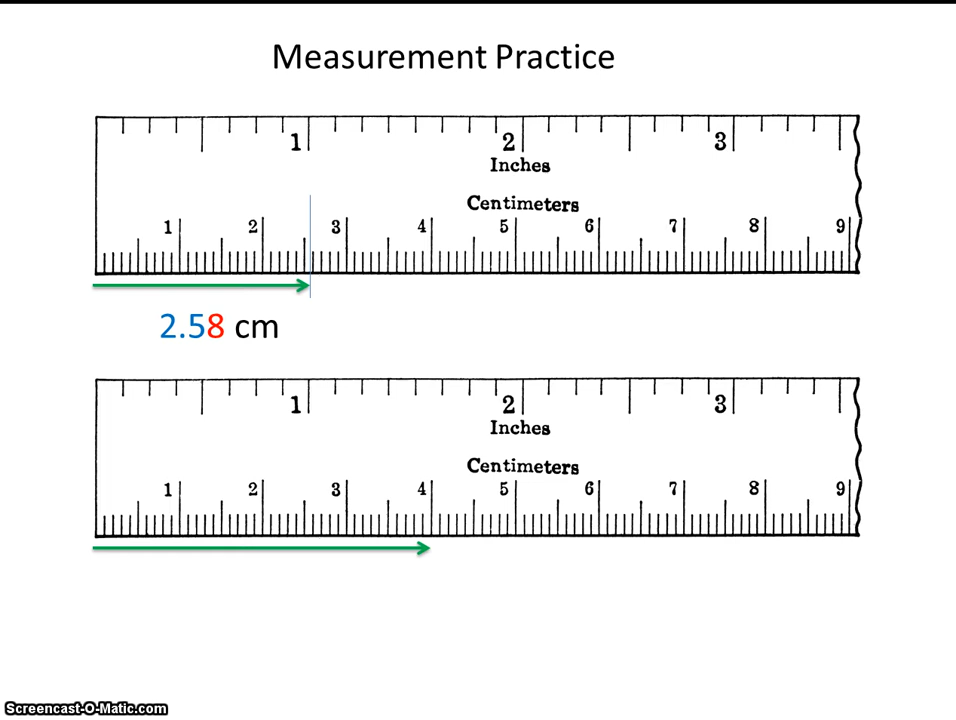 Measurement Practice
1 2 3
Inches
Centimeters
1 2 3 4 5 6 7 8 9
2.58 cm
1 2 3
Inches
Centimeters
1 2 3 4 5 6 7 8 9
Screencast-O-Matic.com